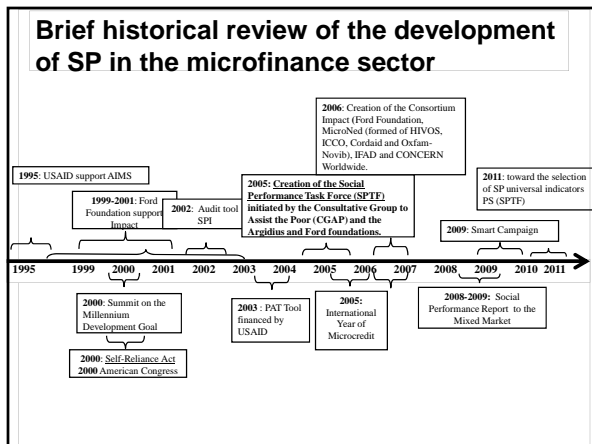 Brief historical review of the development
of SP in the microfinance sector
2006: Creation of the Consortium
Impact (Ford Foundation,
MicroNed (formed of HIVOS,
ICCO, Cordaid and Oxfam-
Novib), IFAD and CONCERN
Worldwide.
1995: USAID support AIMS
1999-2001: Ford
Foundation support
Impact
2002: Audit tool
SPI
2005: Creation of the Social
Performance Task Force (SPTF)
initiated by the Consultative Group to
Assist the Poor (CGAP) and the
Argidius and Ford foundations.
2011: toward the selection
of SP universal indicators
PS (SPTF)
2009: Smart Campaign
1995 1999 2000 2001 2002 2003 2004 2005 2006 2007 2008 2009 2010 2011
2000: Summit on the
Millennium
Development Goal
2000: Self-Reliance Act
2000 American Congress
2003 : PAT Tool
financed by
USAID
2005:
International
Year of
Microcredit
2008-2009: Social
Performance Report to the
Mixed Market